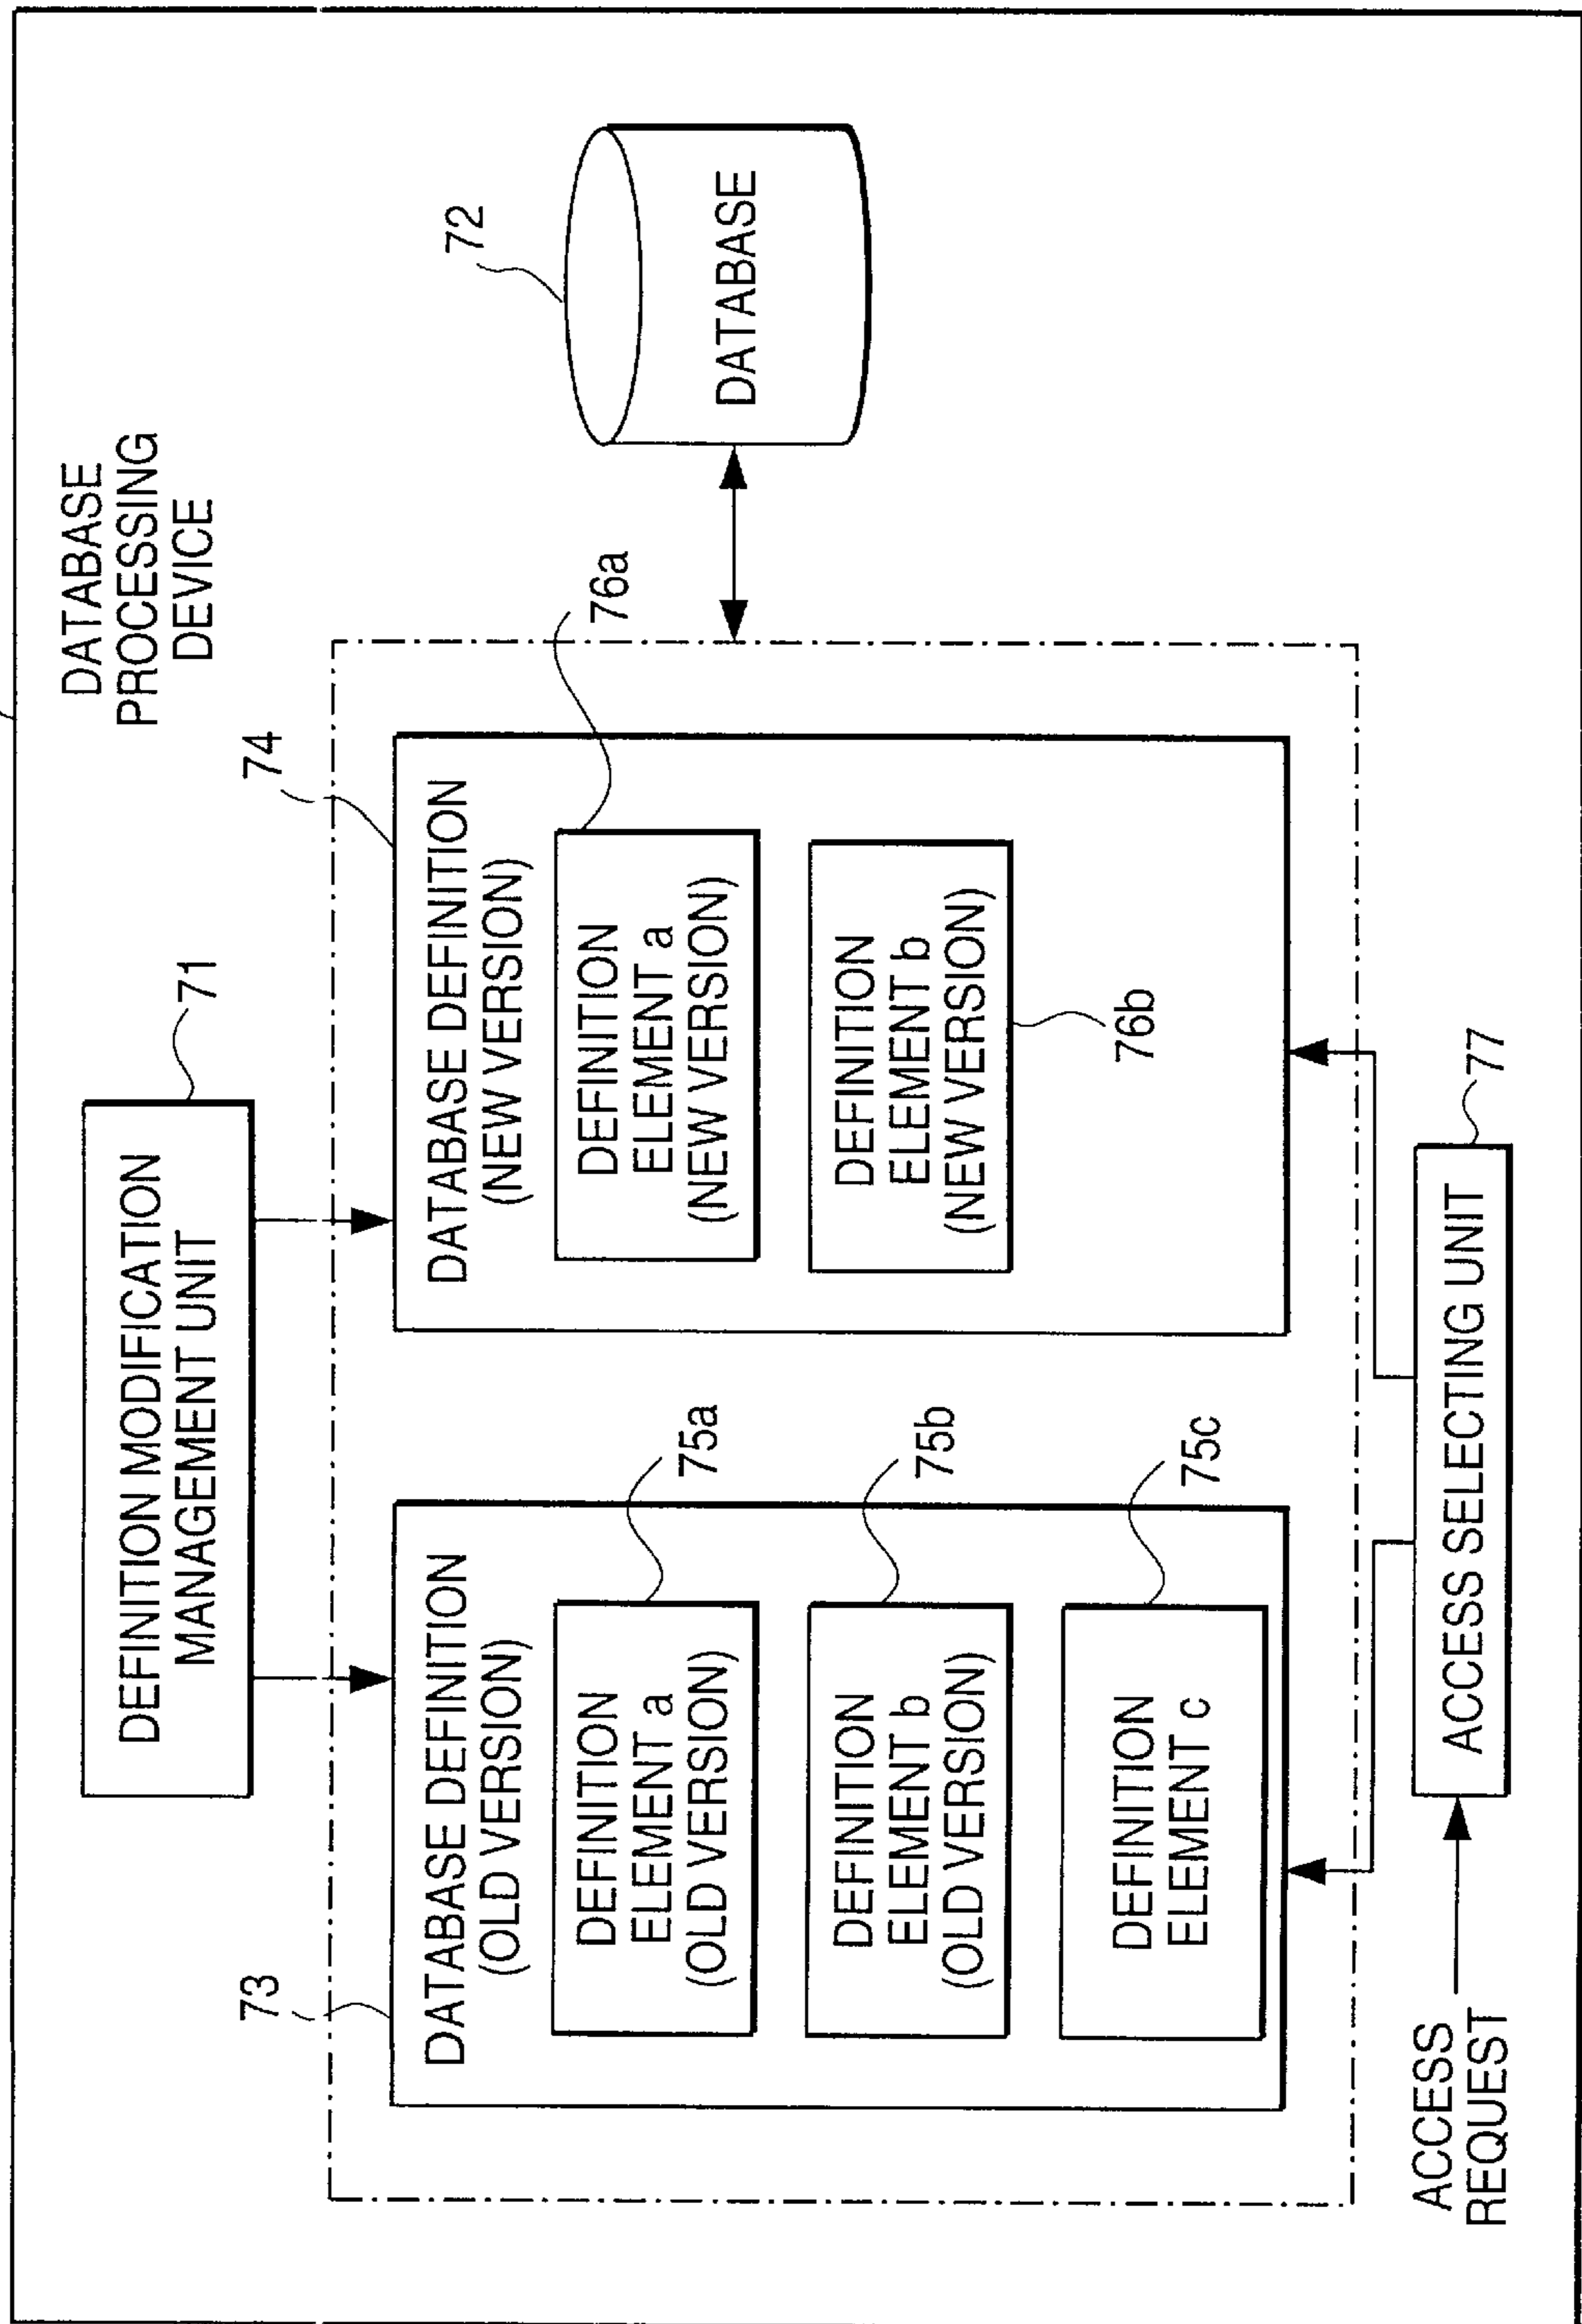 DATABASE
PROCESSING
DEVICE
DEFINITION MODIFICATION
MANAGEMENT UNIT
71
73
DATABASE DEFINITION
(OLD VERSION)
DEFINITION
ELEMENT a
(OLD VERSION)
75a
DEFINITION
ELEMENT b
(OLD VERSION)
75b
DEFINITION
ELEMENT c
75c
74
DATABASE DEFINITION
(NEW VERSION)
DEFINITION
ELEMENT a
(NEW VERSION)
76a
DEFINITION
ELEMENT b
(NEW VERSION)
76b
72
DATABASE
ACCESS
REQUEST
ACCESS SELECTING UNIT
77